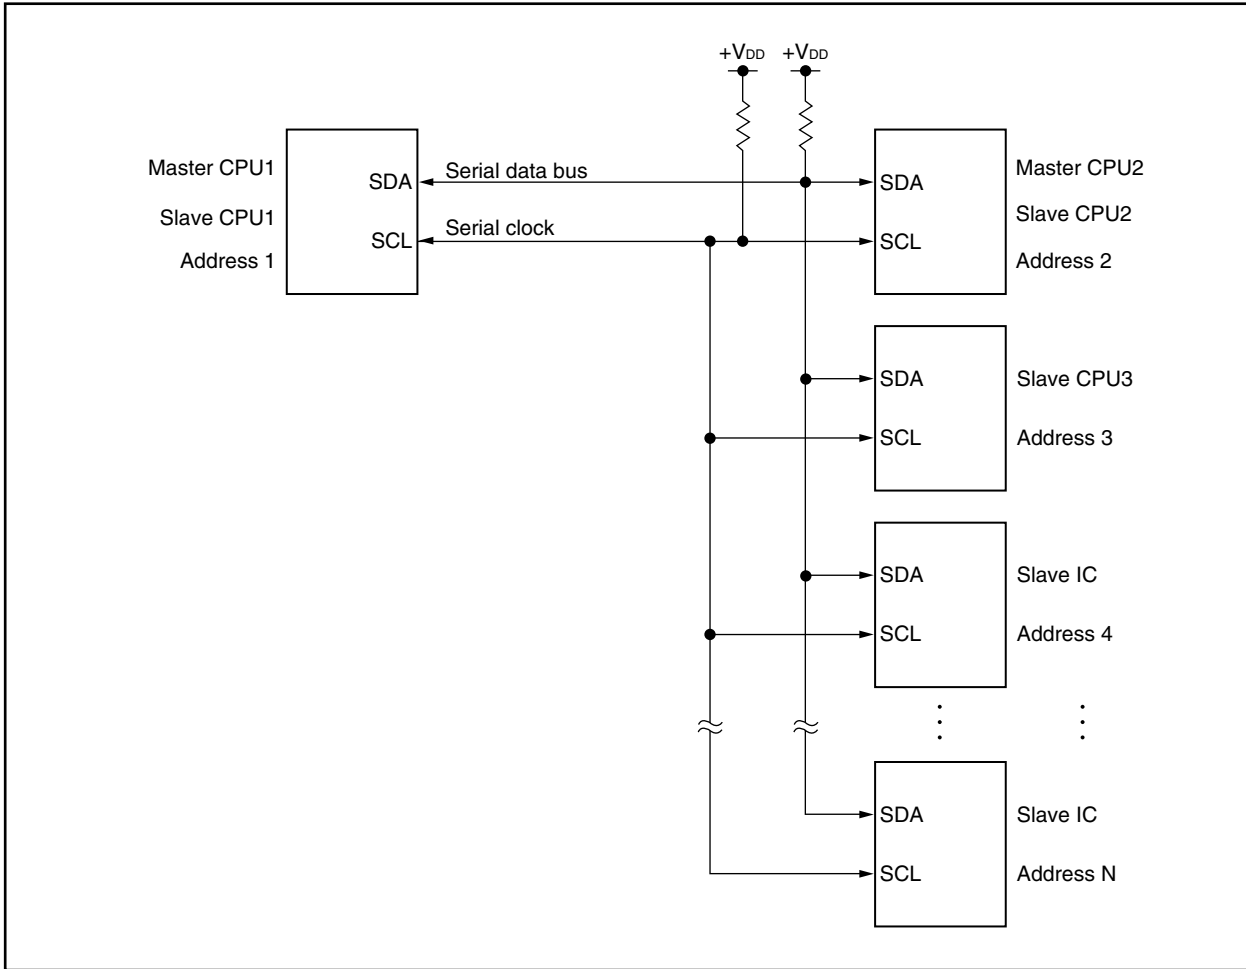 +VDD +VDD
Master CPU1
Slave CPU1
Address 1
SDA
SCL
Serial data bus
Serial clock
SDA
SCL
Master CPU2
Slave CPU2
Address 2
SDA
SCL
Slave CPU3
Address 3
SDA
SCL
Slave IC
Address 4
SDA
SCL
Slave IC
Address N